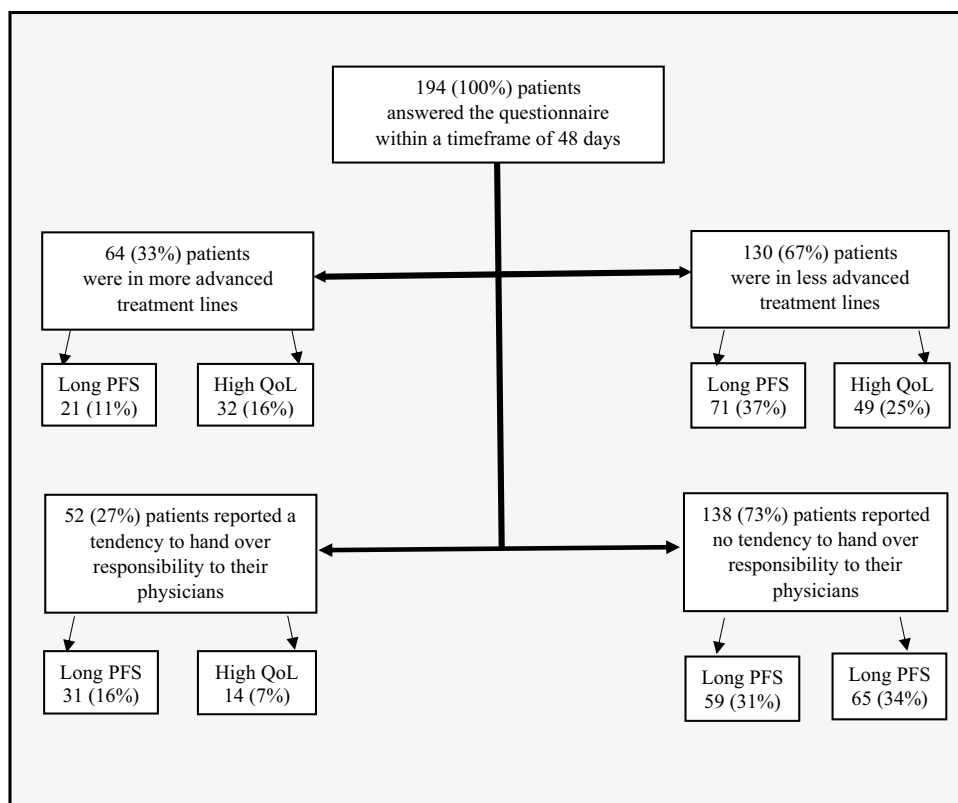 194 (100%) patients
answered the questionnaire
within a timeframe of 48 days
64 (33%) patients
were in more advanced
treatment lines
130 (67%) patients
were in less advanced
treatment lines
Long PFS
21 (11%)
High QoL
32 (16%)
Long PFS
71 (37%)
High QoL
49 (25%)
52 (27%) patients reported a
tendency to hand over
responsibility to their
physicians
138 (73%) patients reported
no tendency to hand over
responsibility to their
physicians
Long PFS
31 (16%)
High QoL
14 (7%)
Long PFS
59 (31%)
Long PFS
65 (34%)